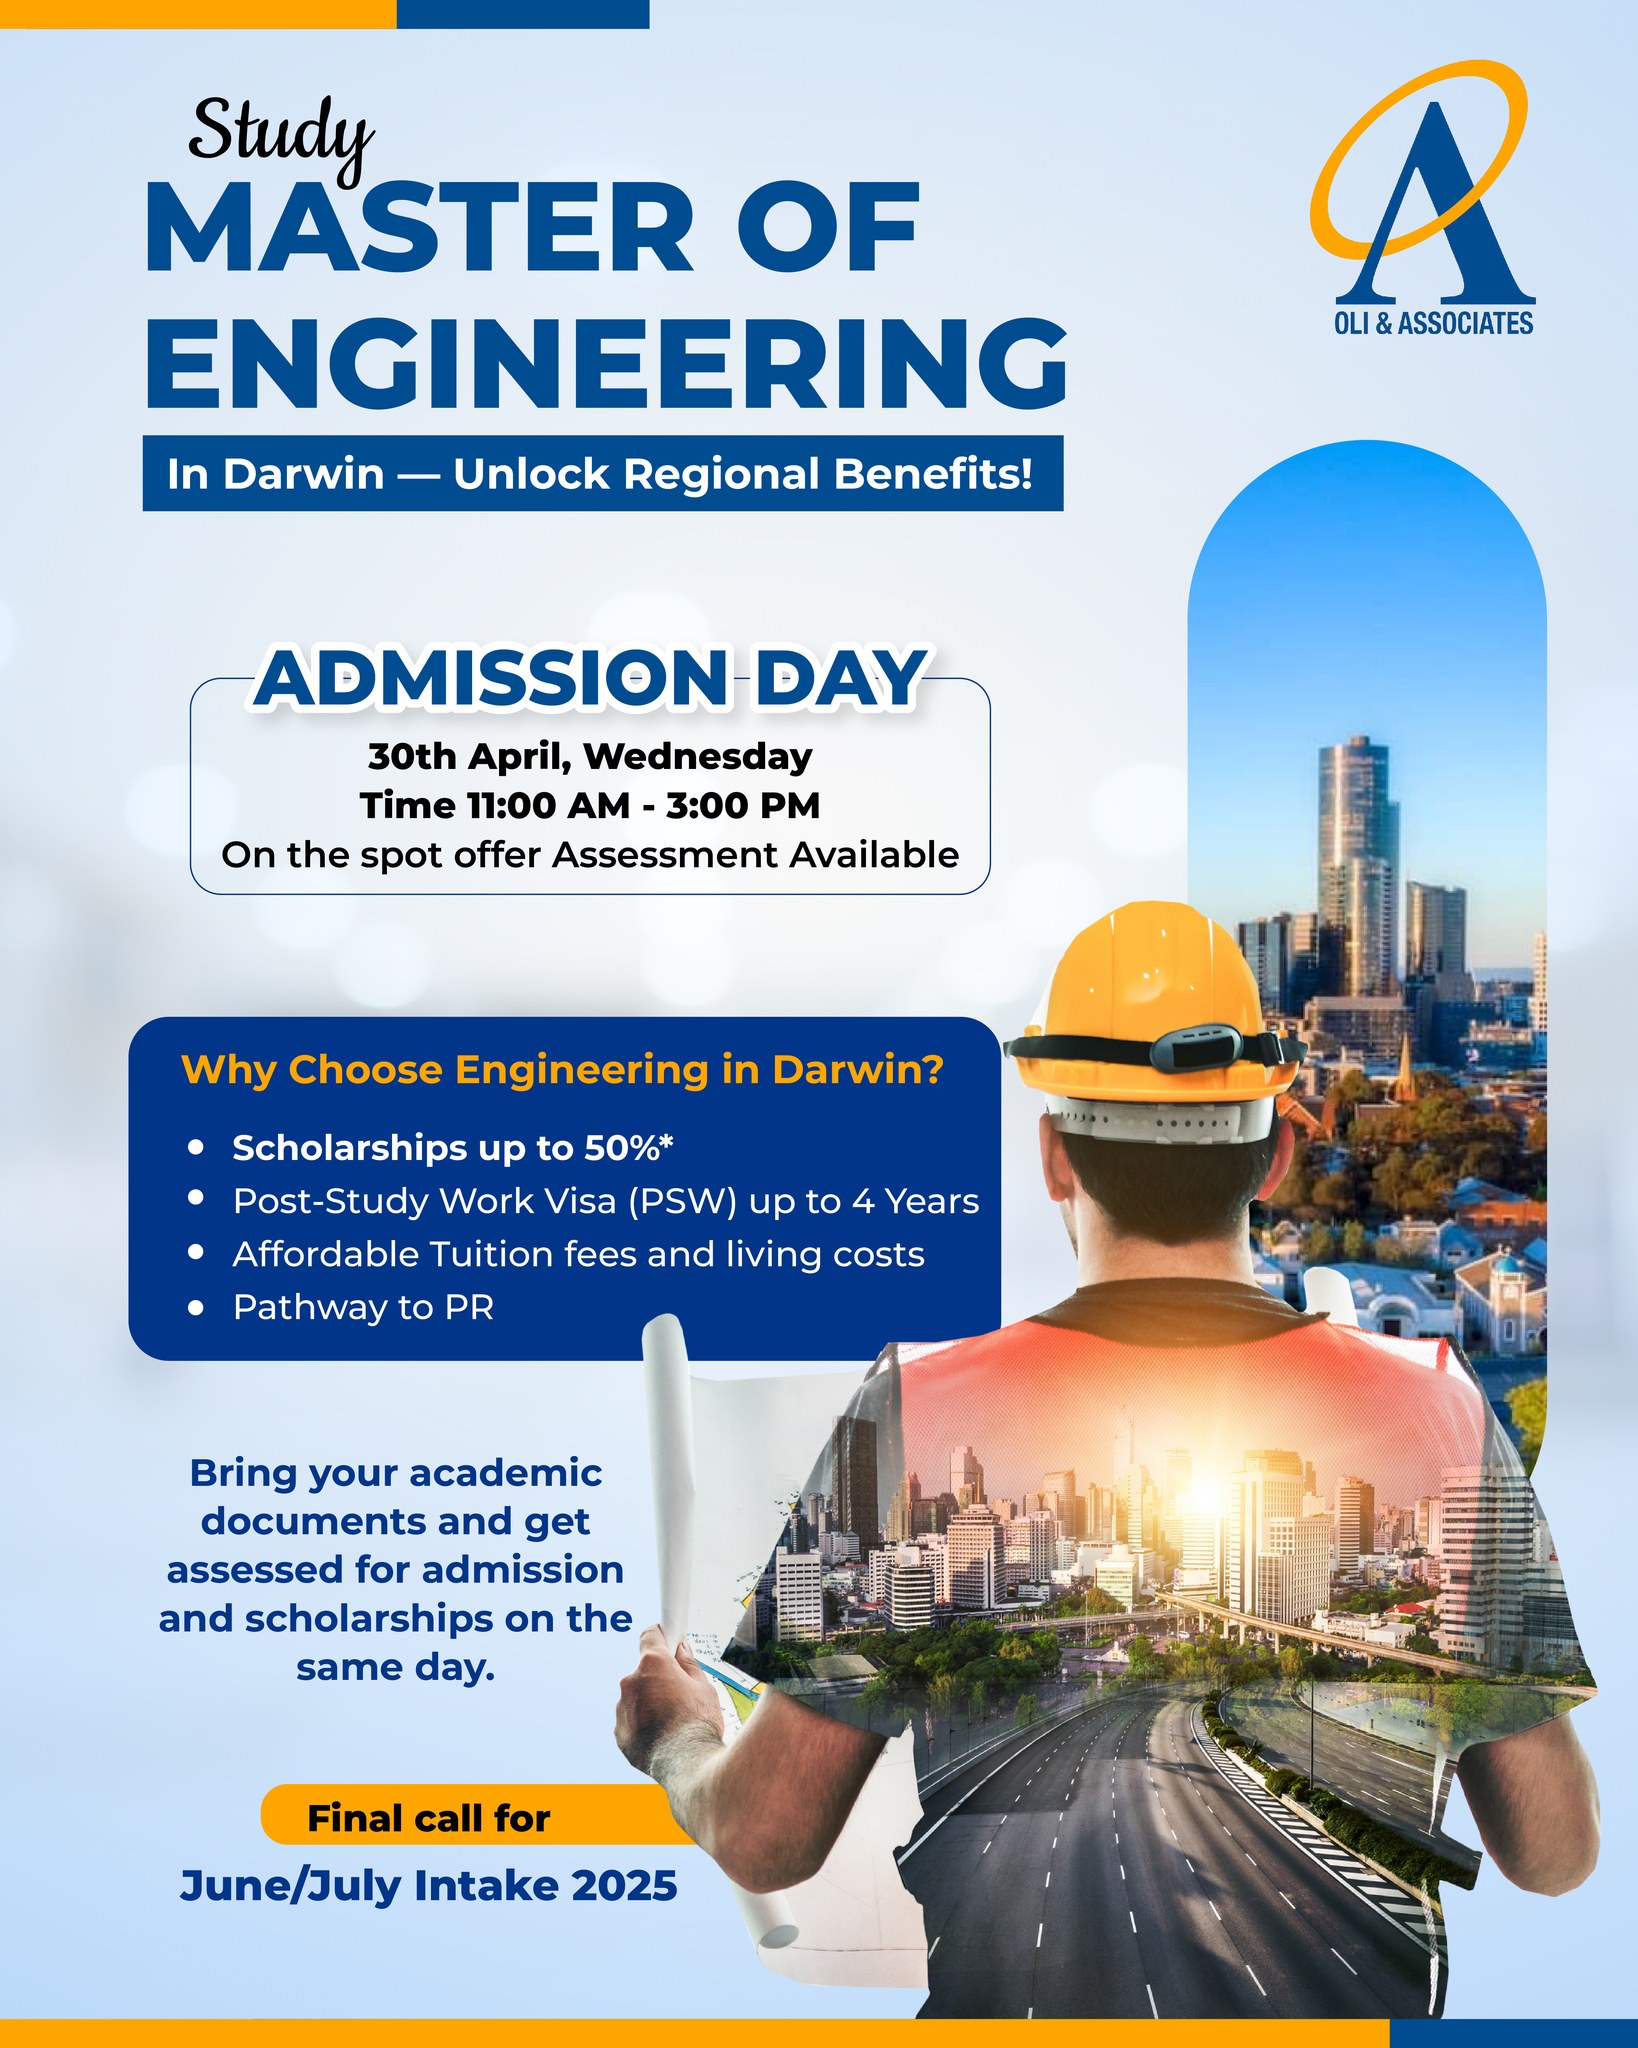 Study
MASTER OF
ENGINEERING
In Darwin — Unlock Regional Benefits!
OLI & ASSOCIATES
ADMISSION DAY
30th April, Wednesday
Time 11:00 AM - 3:00 PM
On the spot offer Assessment Available
Why Choose Engineering in Darwin?
• Scholarships up to 50%*
• Post-Study Work Visa (PSW) up to 4 Years
• Affordable Tuition fees and living costs
• Pathway to PR
Bring your academic
documents and get
assessed for admission
and scholarships on the
same day.
Final call for
June/July Intake 2025